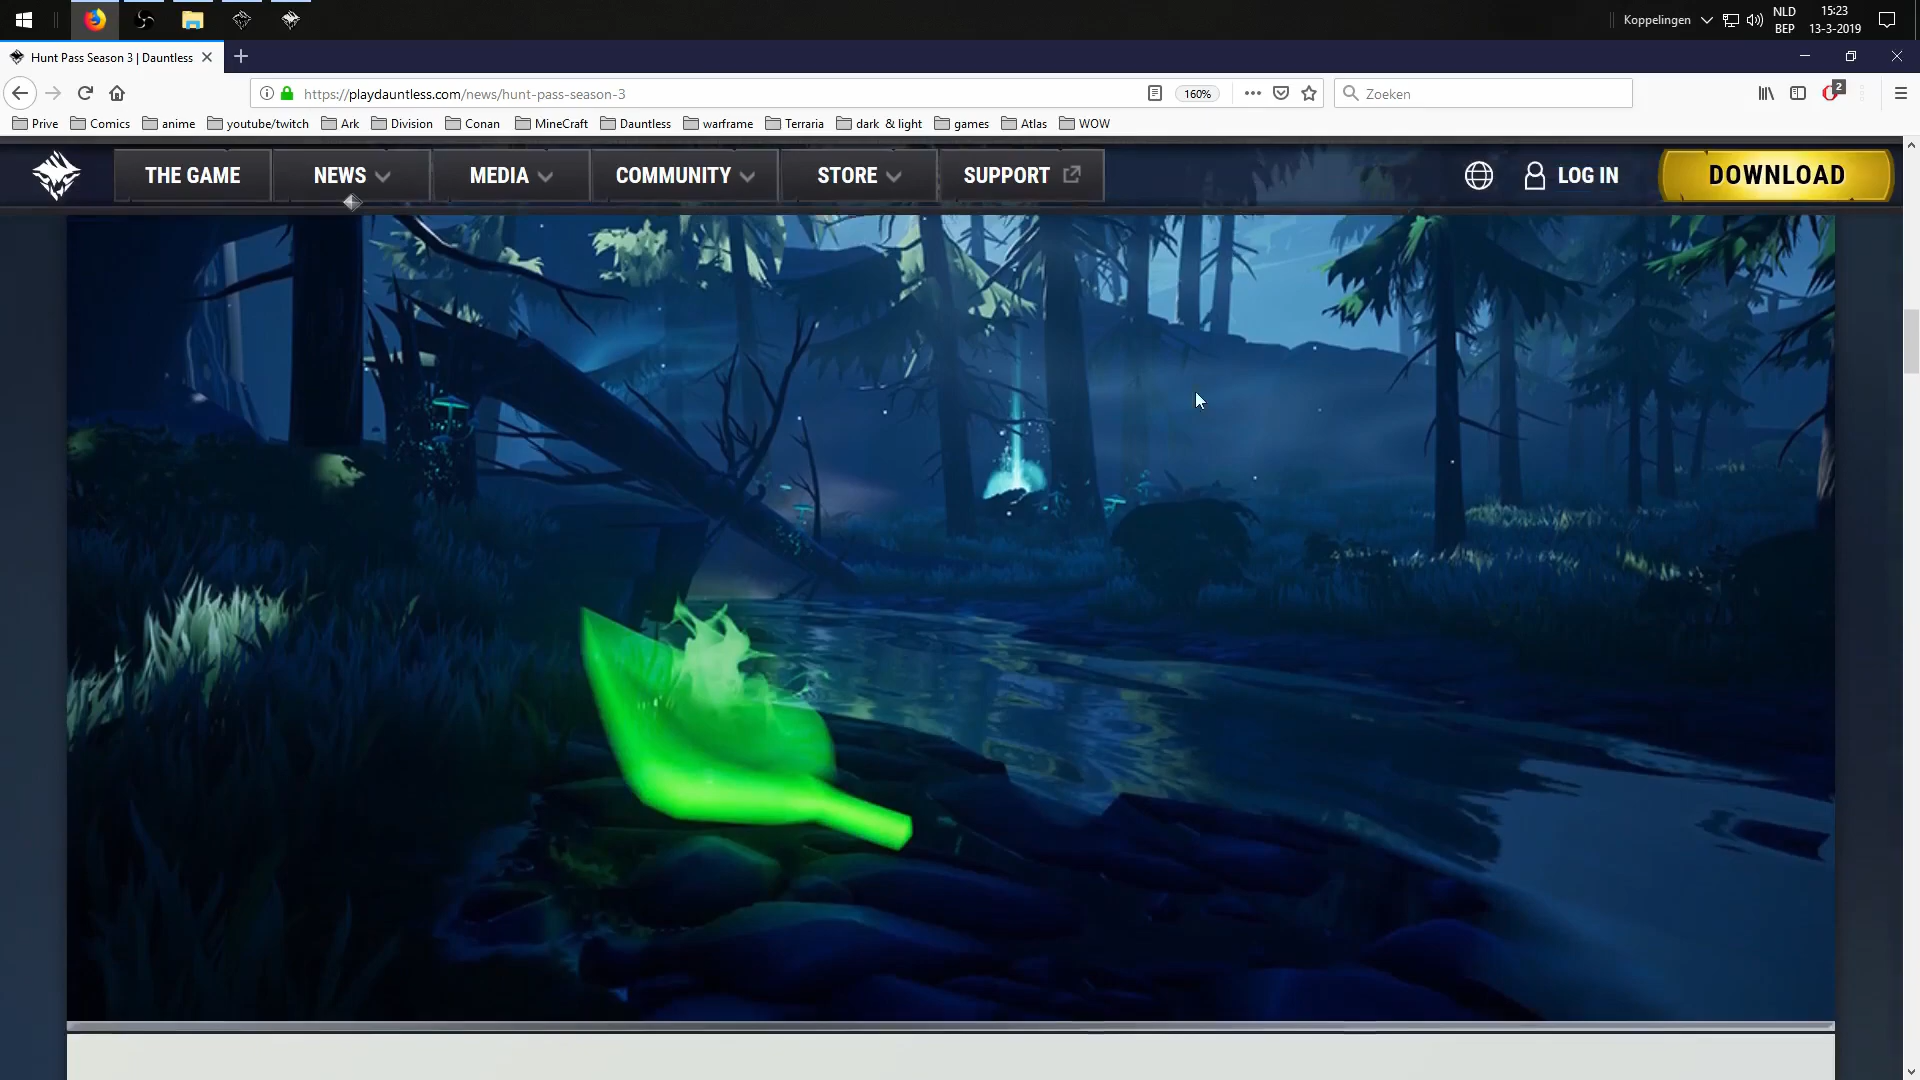 Koppelingen
NLD
BEP
15:23
13-3-2019
Hunt Pass Season 3 | Dauntless
https://playdauntless.com/news/hunt-pass-season-3
160%
Zoeken
2
Prive Comics anime youtube/twitch Ark Division Conan MineCraft Dauntless warframe Terraria dark & light games Atlas WOW
THE GAME NEWS MEDIA COMMUNITY STORE SUPPORT LOG IN DOWNLOAD